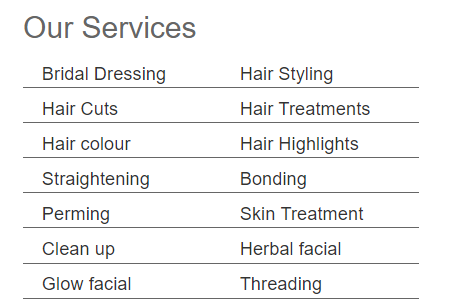 Our Services
Bridal Dressing Hair Styling
Hair Cuts Hair Treatments
Hair colour Hair Highlights
Straightening Bonding
Perming Skin Treatment
Clean up Herbal facial
Glow facial Threading